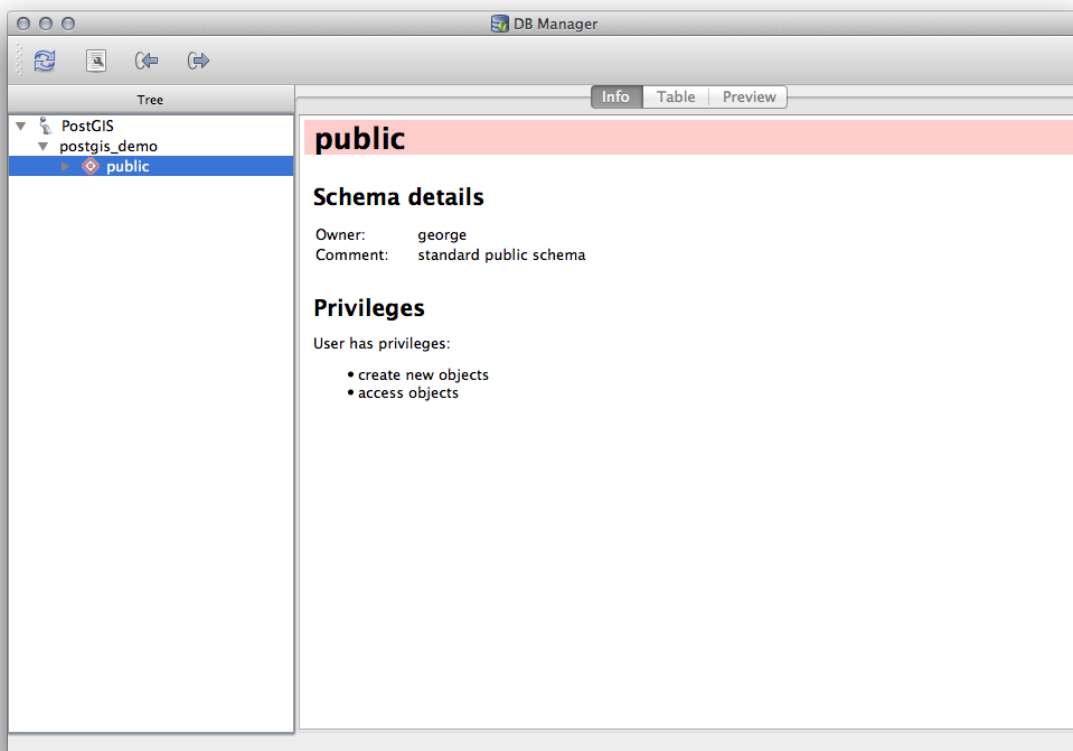 DB Manager
Tree
Info Table Preview
PostGIS
postgis_demo
public
public
Schema details
Owner: george
Comment: standard public schema
Privileges
User has privileges:
• create new objects
• access objects